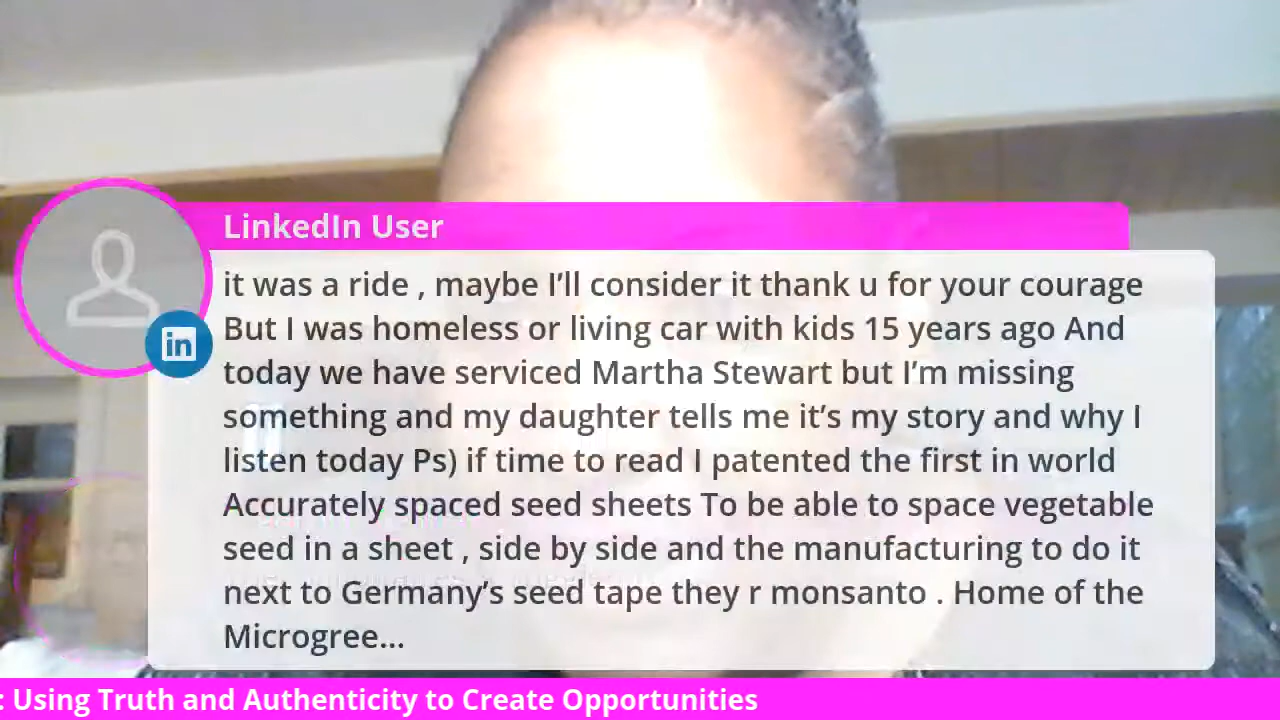 LinkedIn User
it was a ride , maybe I’ll consider it thank u for your courage
But I was homeless or living car with kids 15 years ago And
today we have serviced Martha Stewart but I’m missing
something and my daughter tells me it’s my story and why I
listen today Ps) if time to read I patented the first in world
Accurately spaced seed sheets To be able to space vegetable
seed in a sheet , side by side and the manufacturing to do it
next to Germany’s seed tape they r monsanto . Home of the
Microgree...
in
: Using Truth and Authenticity to Create Opportunities